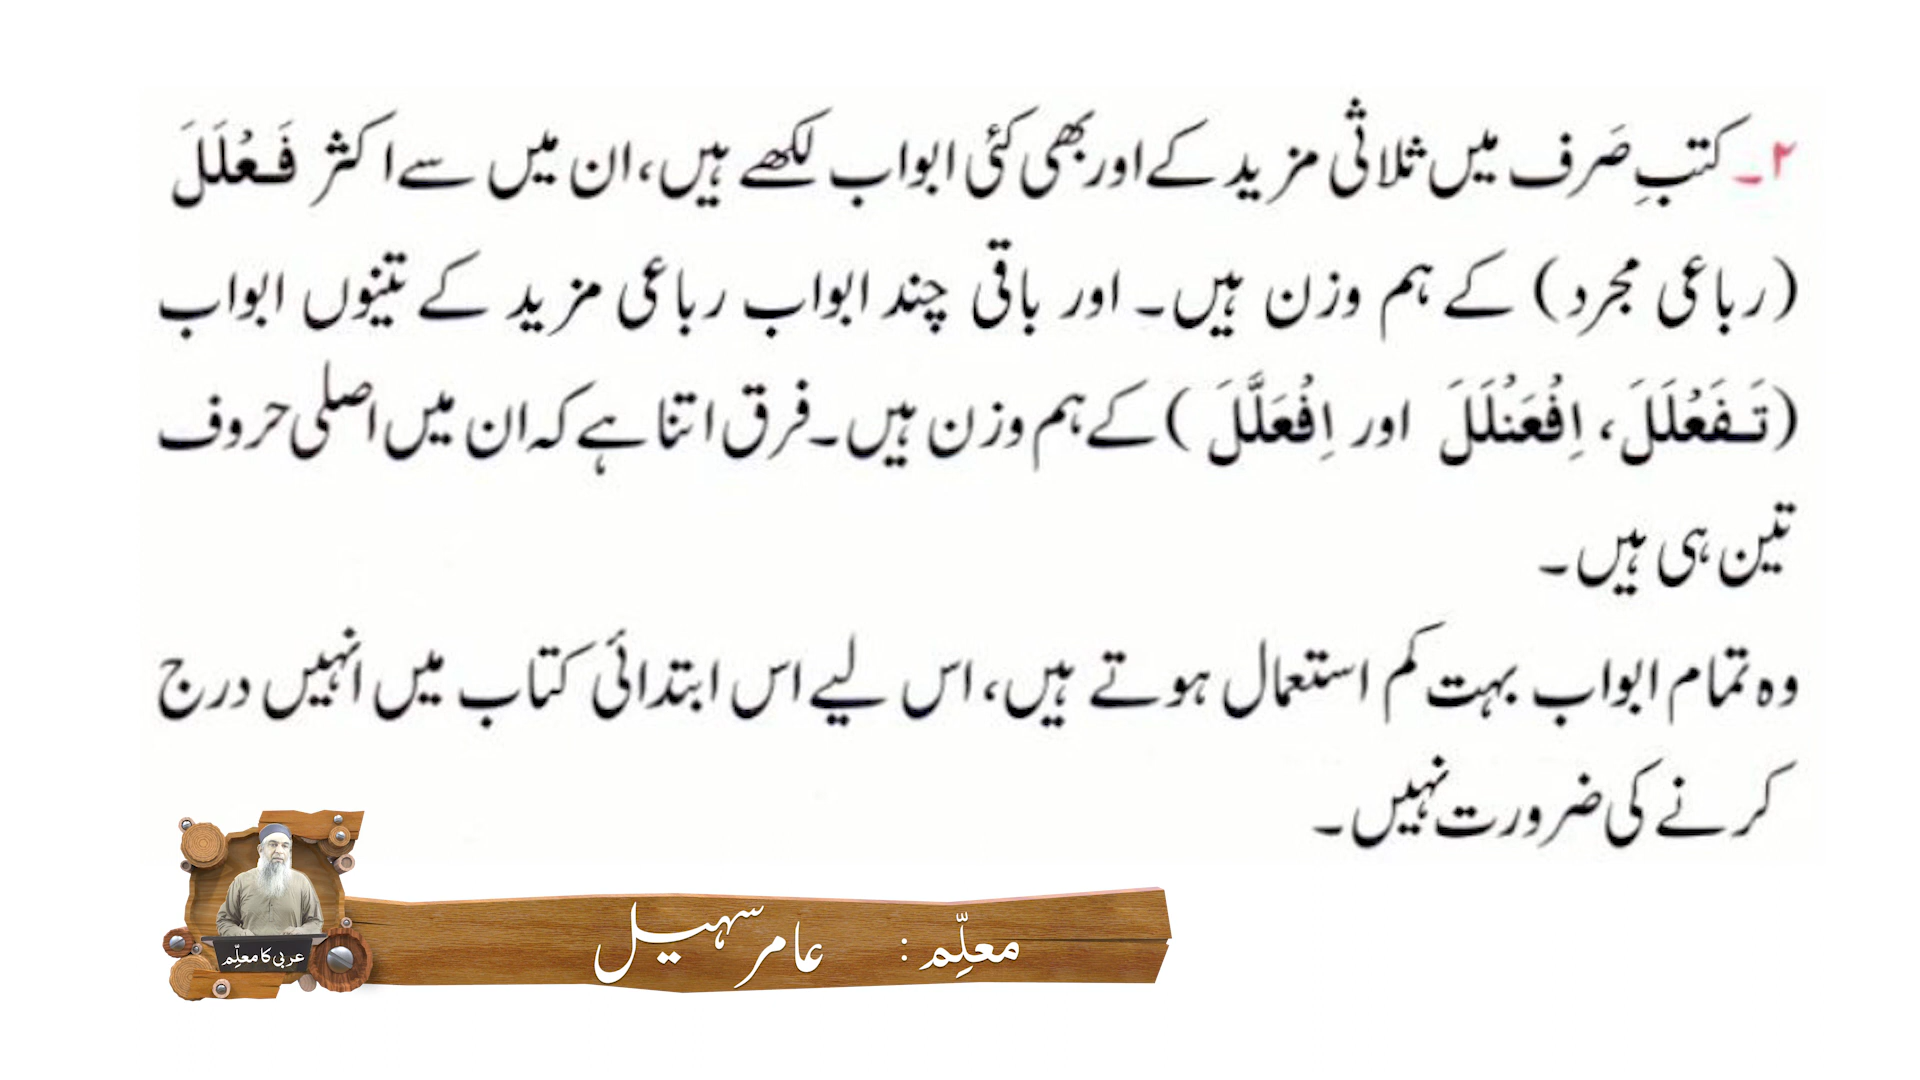 ۲۔ کتبِ صَرف میں ثلاثی مزید کے اور بھی کئی ابواب لکھے ہیں، ان میں سے اکثر فَعْلَلَ
(رباعی مجرد) کے ہم وزن ہیں۔ اور باقی چند ابواب رباعی مزید کے تینوں ابواب
(تَفَعْلَلَ، اِفْعَنْلَلَ اور اِفْعَلَّلَ) کے ہم وزن ہیں۔ فرق اتنا ہے کہ ان میں اصلی حروف
تین ہی ہیں۔
وہ تمام ابواب بہت کم استعمال ہوتے ہیں، اس لیے اس ابتدائی کتاب میں انہیں درج
کرنے کی ضرورت نہیں۔
معلِّم : عامر سہیل
عربی کا معلِّم